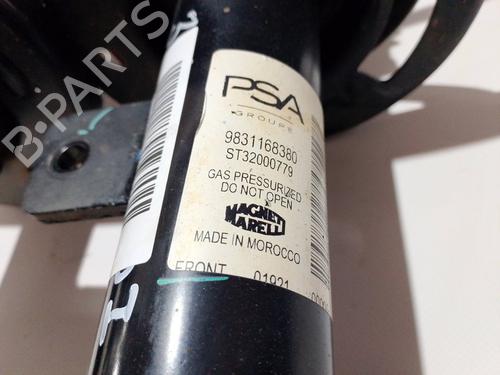 B-PARTS
PSA
GROUPE
9831168380
ST32000779
GAS PRESSURIZED
DO NOT OPEN
MAGNETI
MARELLI
MADE IN MOROCCO
FRONT 01921